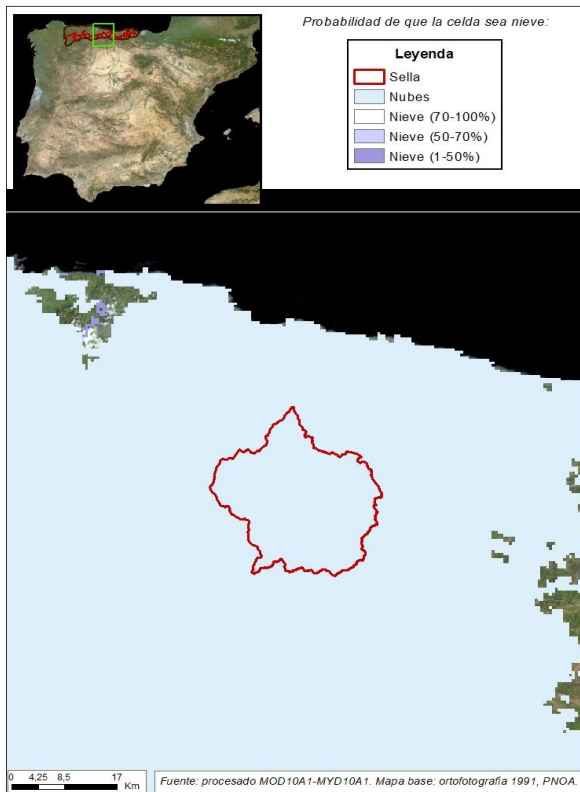 Probabilidad de que la celda sea nieve:
Leyenda
Sella
Nubes
Nieve (70-100%)
Nieve (50-70%)
Nieve (1-50%)
0 4,25 8,5 17
Km
Fuente: procesado MOD10A1-MYD10A1. Mapa base: ortofotografia 1991, PNOA.